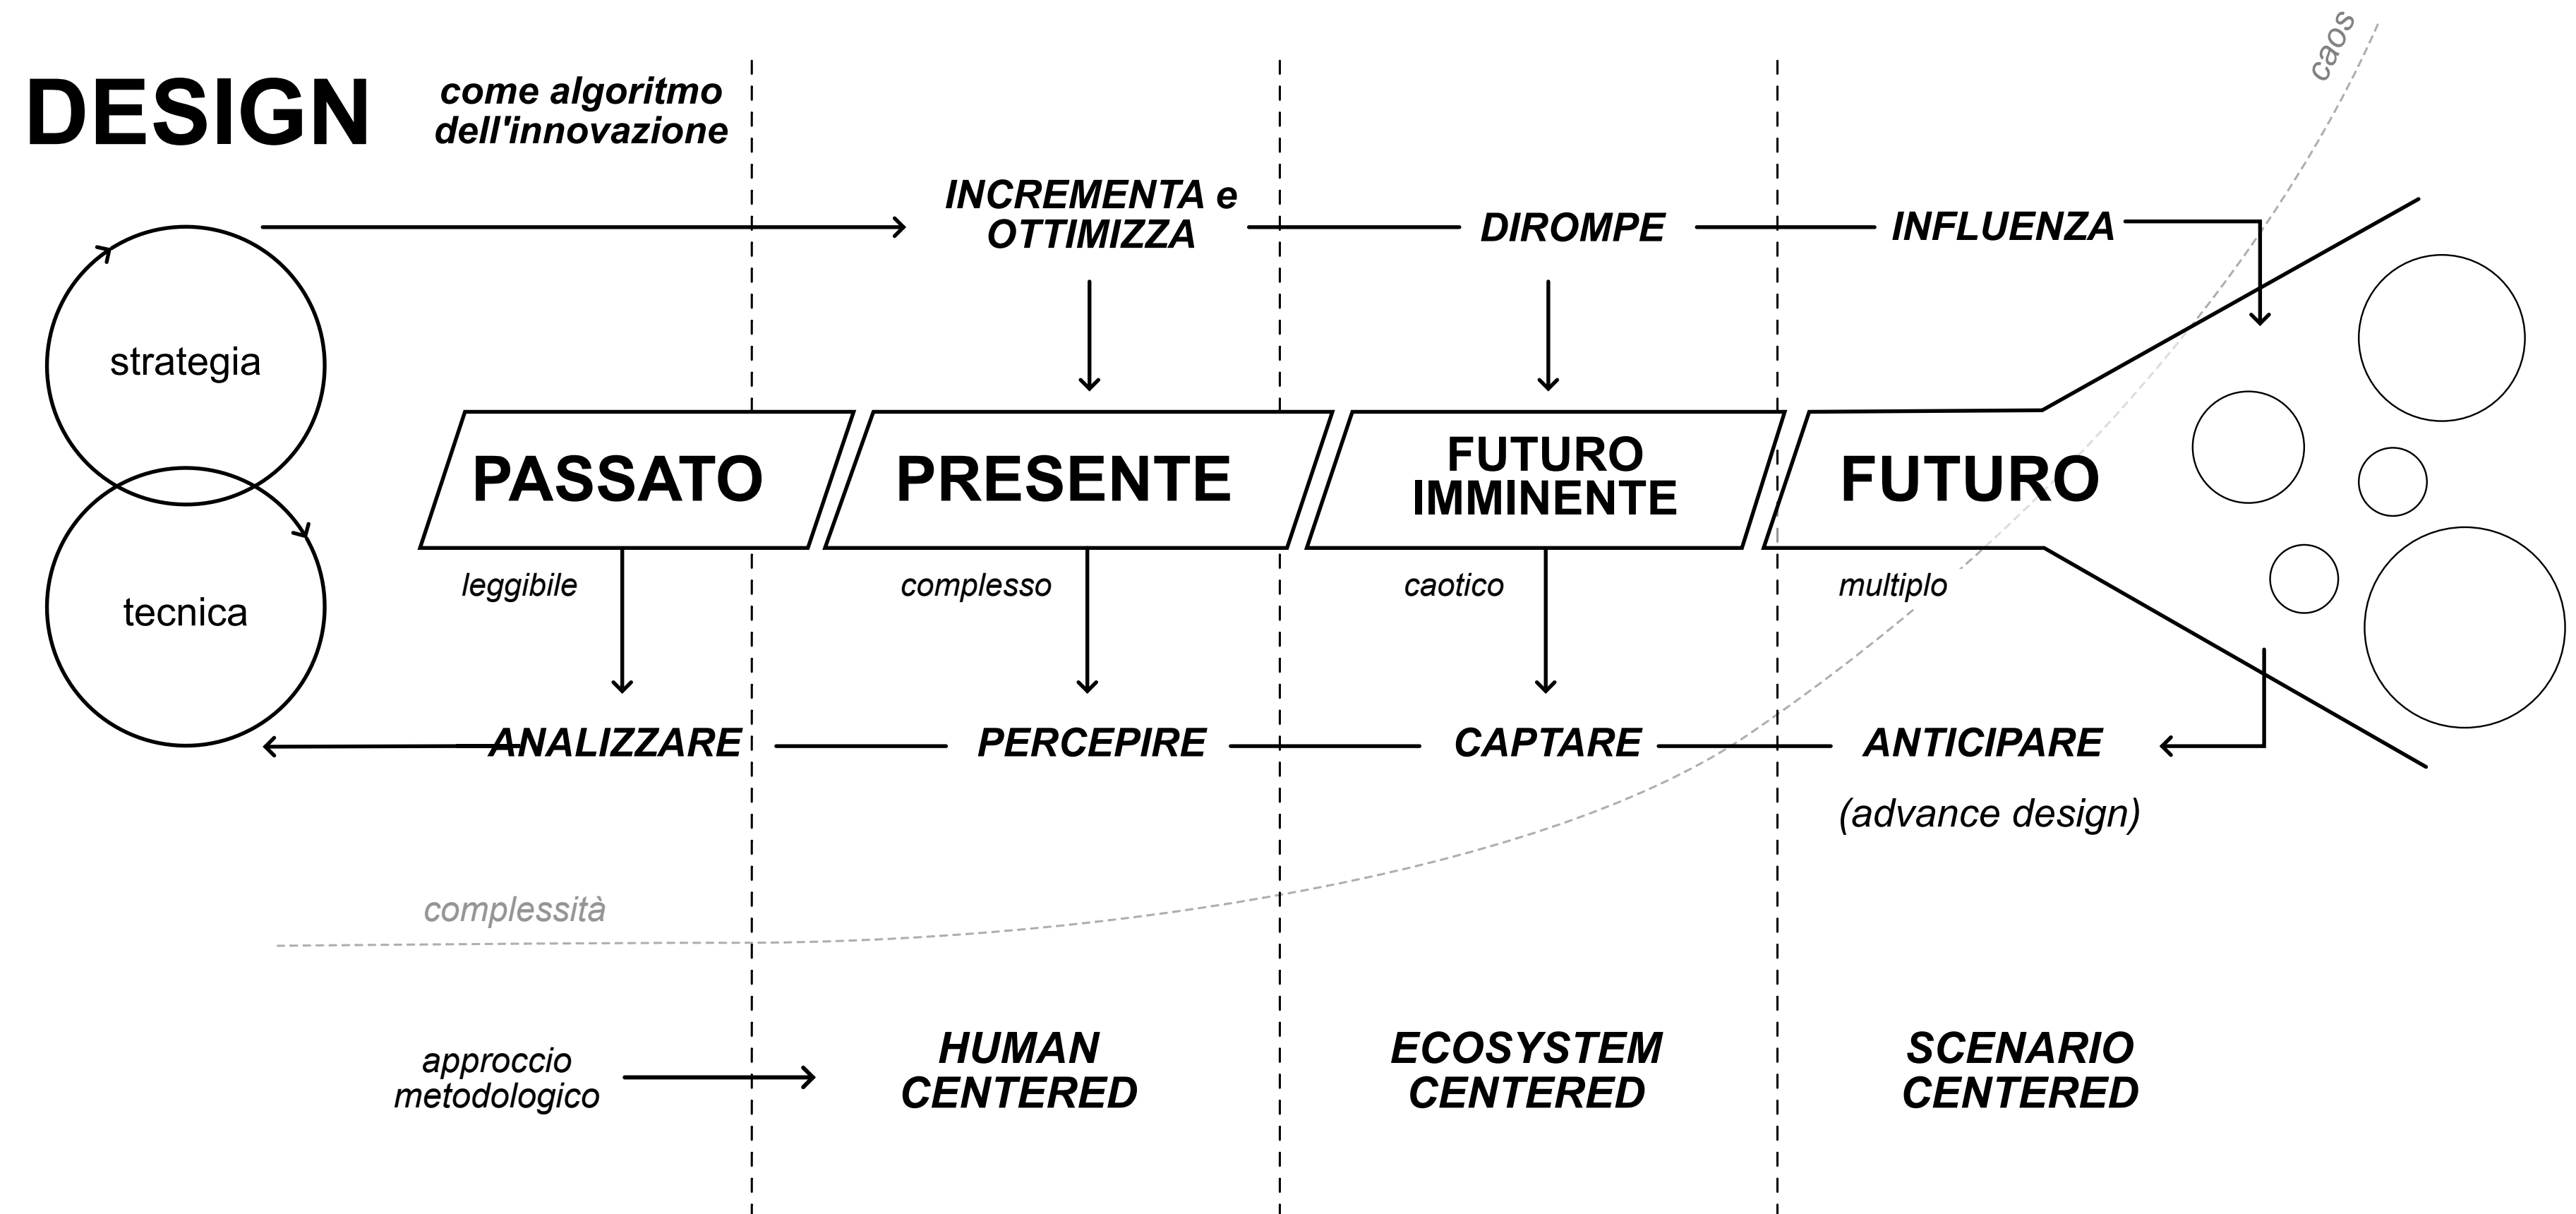 DESIGN
come algoritmo
dell'innovazione
caos
INCREMENTA e
OTTIMIZZA
DIROMPE
INFLUENZA
strategia
tecnica
PASSATO
PRESENTE
FUTURO
IMMINENTE
FUTURO
leggibile
complesso
caotico
multiplo
ANALIZZARE
PERCEPIRE
CAPTARE
ANTICIPARE
(advance design)
complessità
approccio
metodologico
HUMAN
CENTERED
ECOSYSTEM
CENTERED
SCENARIO
CENTERED